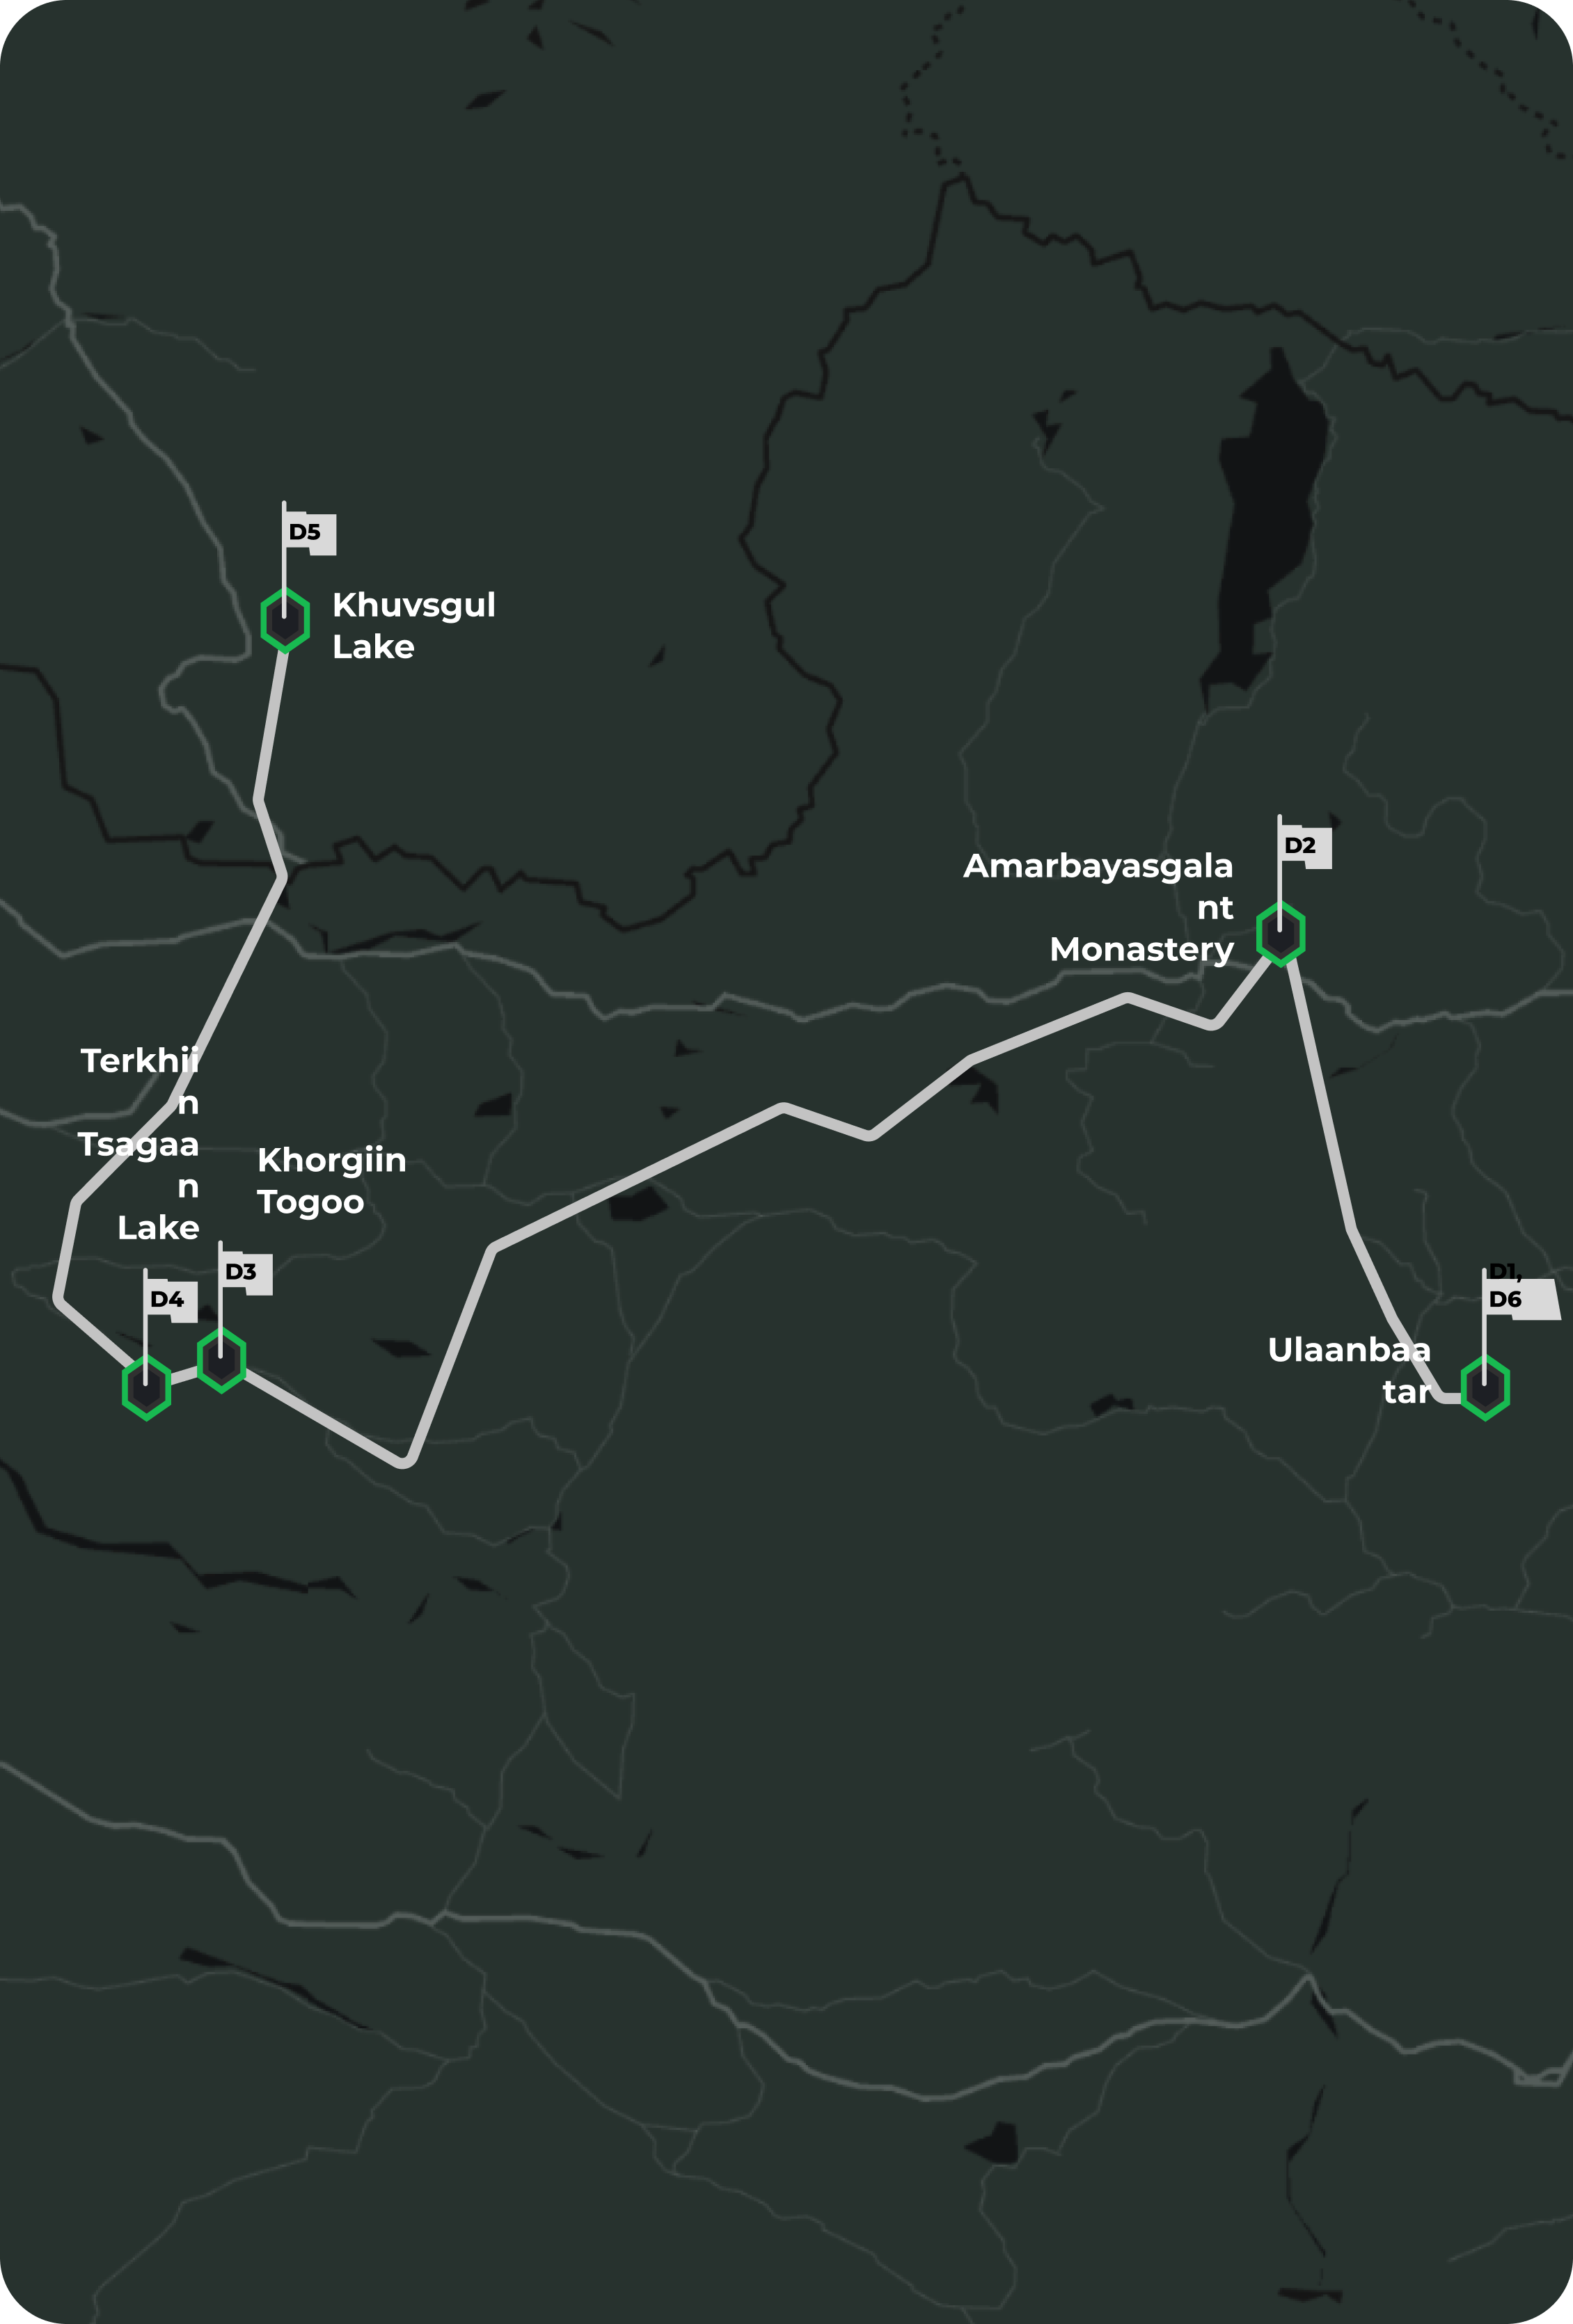 D5
Khuvsgul
Lake
D2
Amarbayasgala
nt
Monastery
Terkhii
n
Tsagaa
n
Lake
Khorgiin
Togoo
D3
D4
D1,
D6
Ulaanbaa
tar